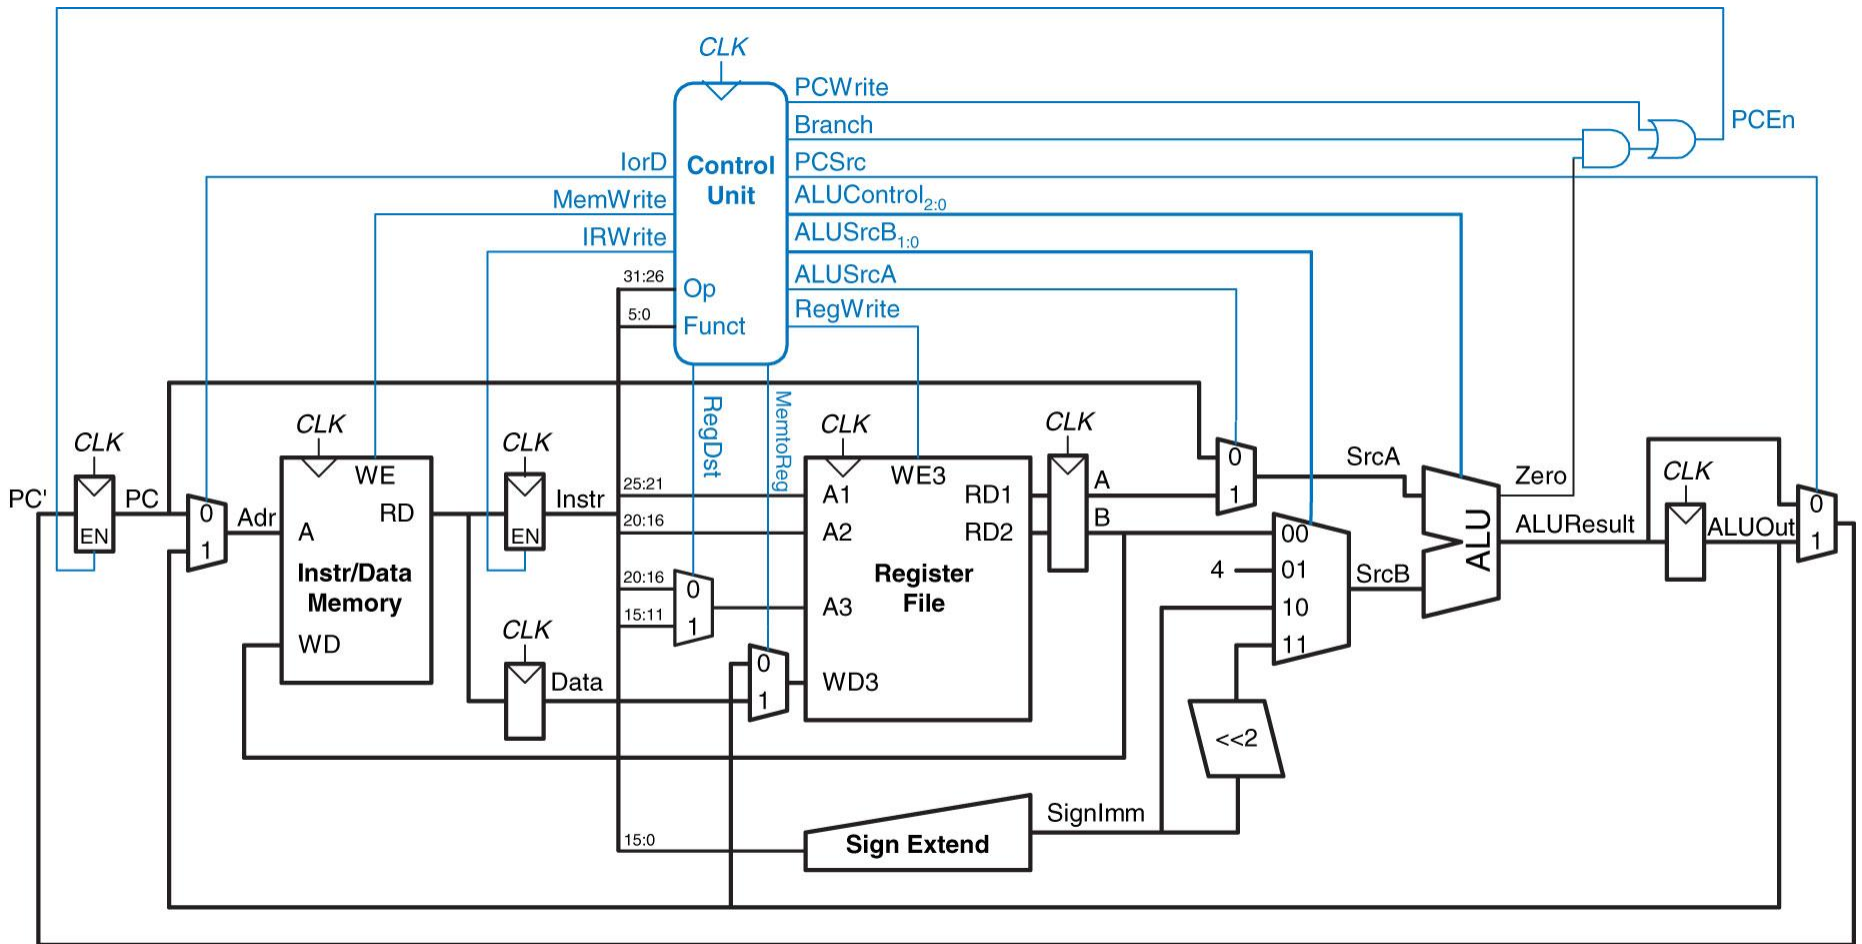 CLK
PCWrite
Branch
PCEn
IorD
Control
Unit
PCSrc
MemWrite
ALUControl2:0
IRWrite
ALUSrcB1:0
31:26
Op
ALUSrcA
5:0
Funct
RegWrite
RegDst
MemtoReg
CLK
CLK
CLK
CLK
CLK
CLK
PC'
EN
PC
0
1
Adr
WE
RD
A
Instr/Data
Memory
WD
EN
Instr
25:21
20:16
20:16
15:11
0
1
CLK
Data
0
1
A1
A2
A3
WD3
WE3
RD1
RD2
Register
File
A
B
0
1
SrcA
00
4
01
10
11
SrcB
ALU
Zero
ALUResult
ALUOut
0
1
<<2
SignImm
15:0
Sign Extend